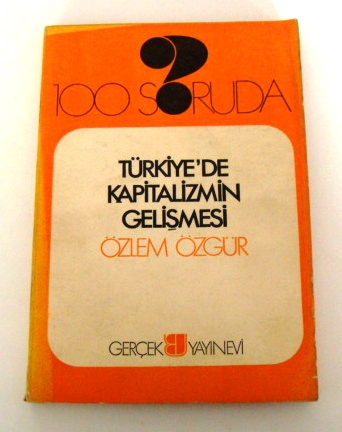 100 SORUDA
TÜRKİYE'DE
KAPİTALİZMİN
GELİŞMESİ
ÖZLEM ÖZGÜR
GERÇEK YAYINEVİ